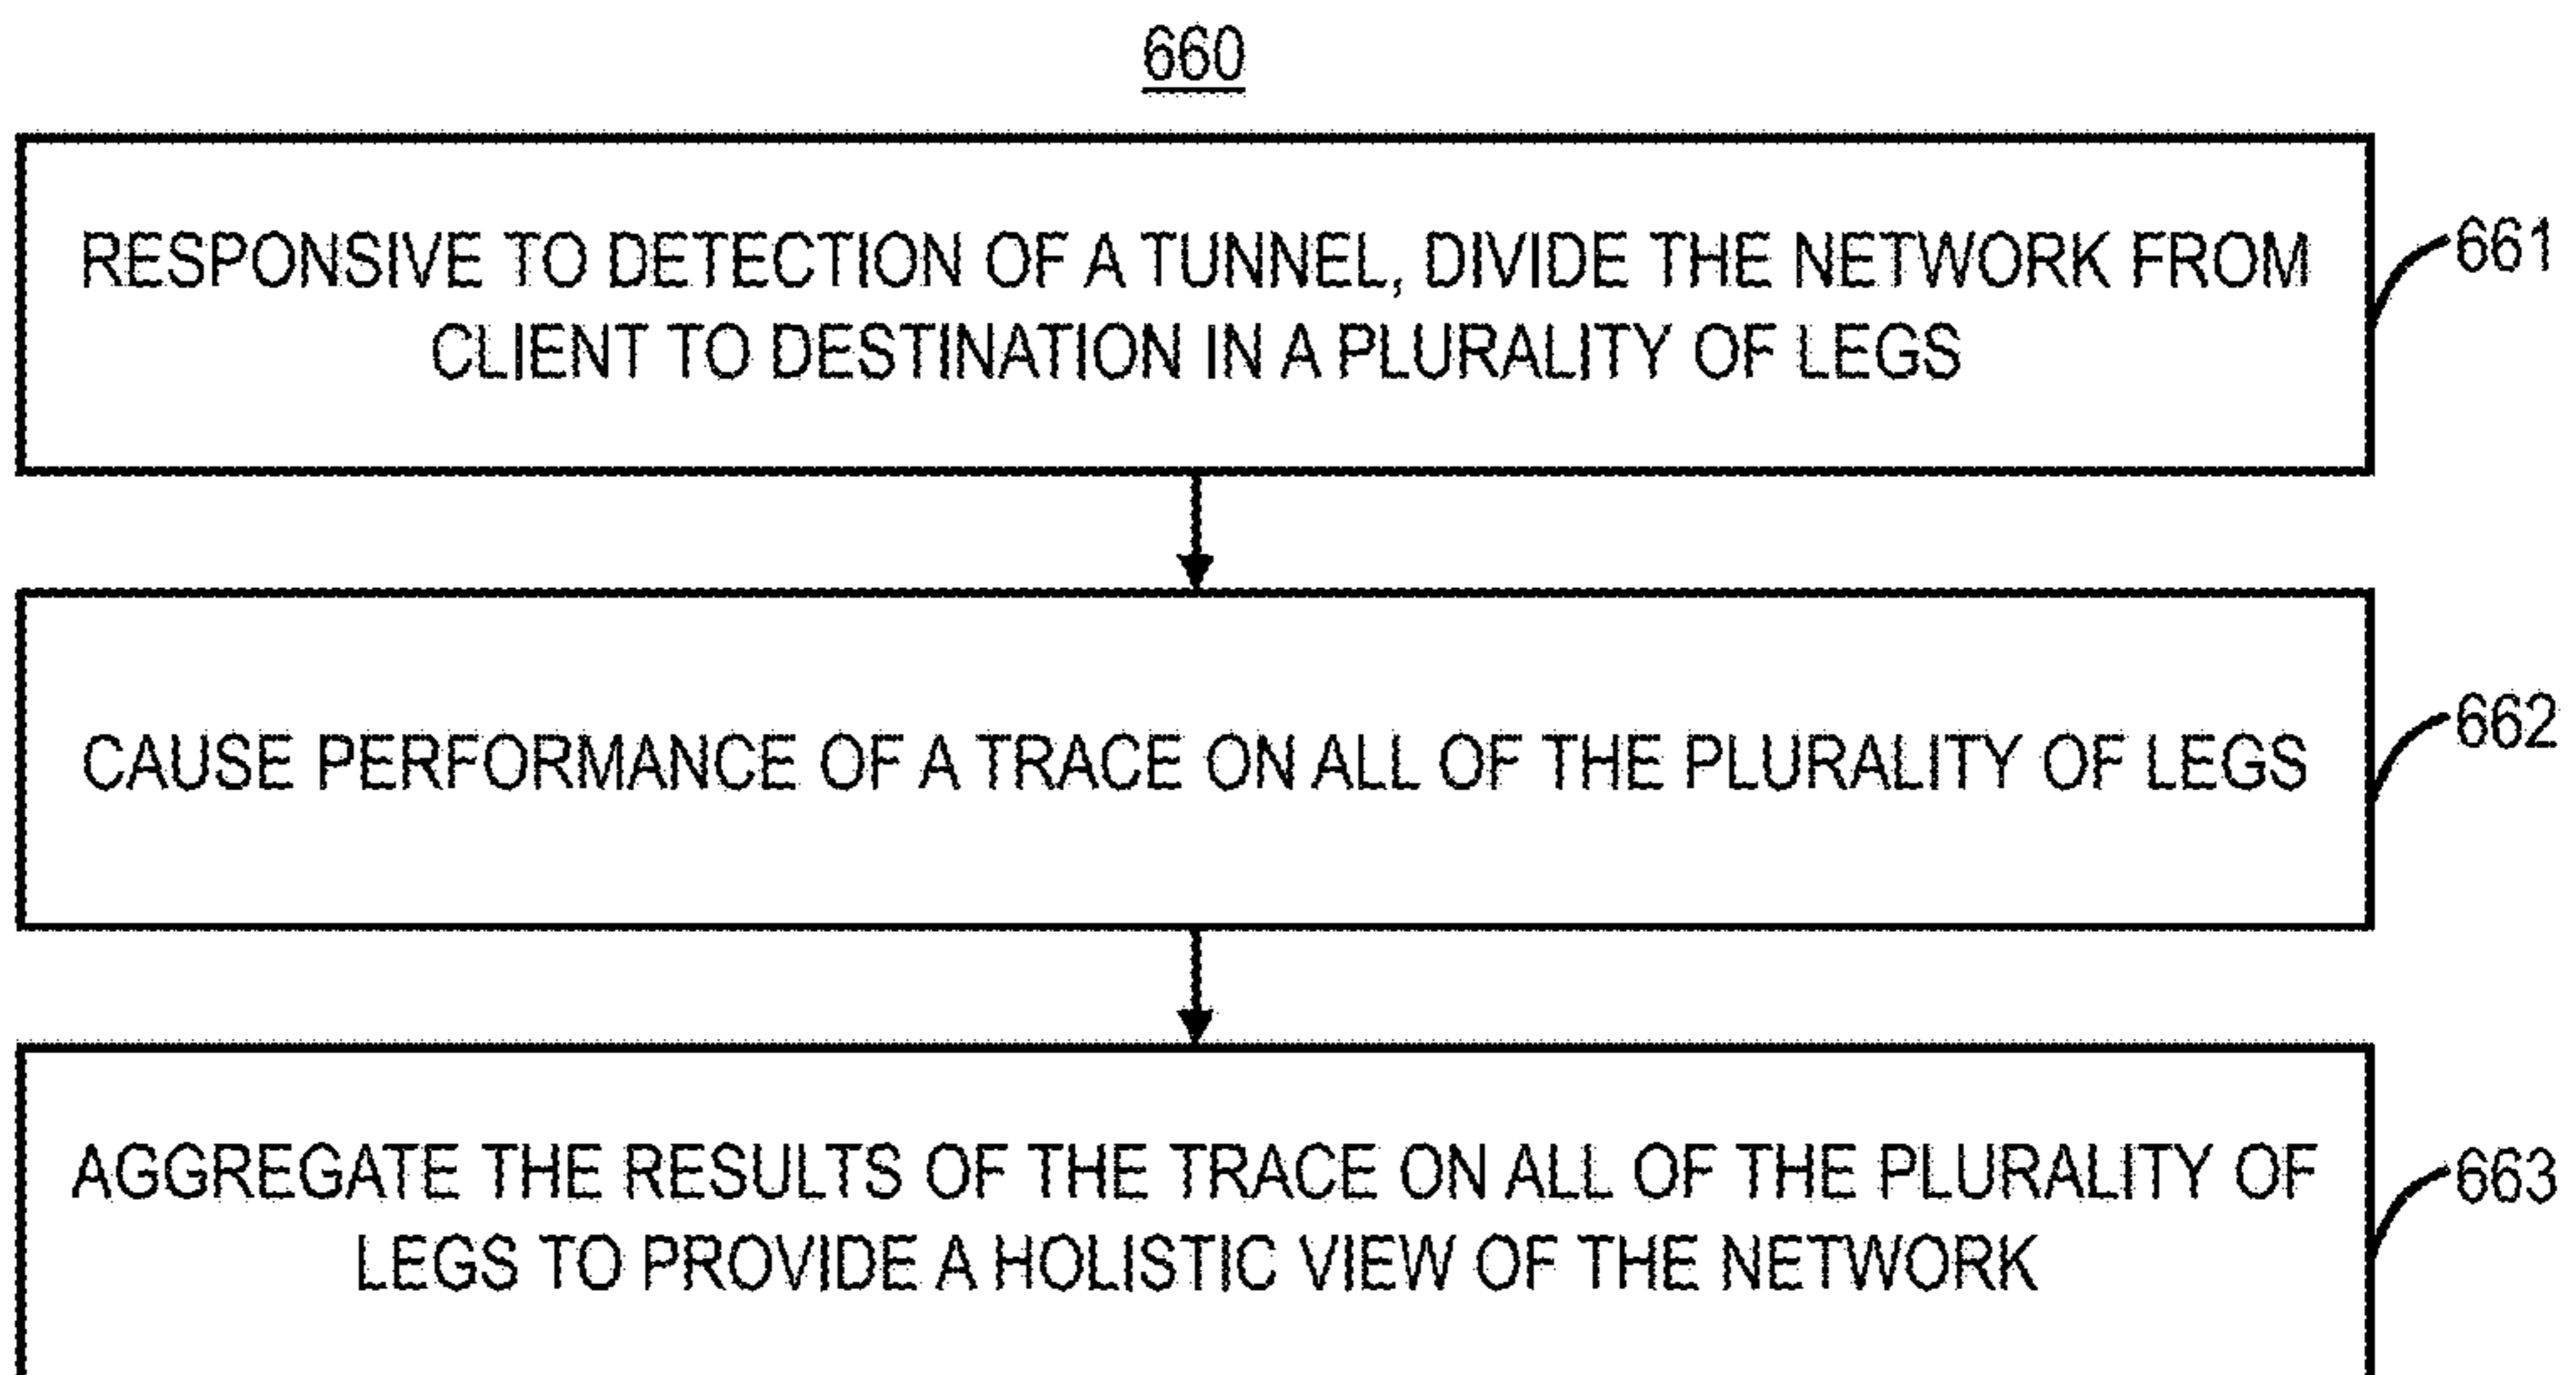 660
RESPONSIVE TO DETECTION OF A TUNNEL, DIVIDE THE NETWORK FROM
CLIENT TO DESTINATION IN A PLURALITY OF LEGS
661
CAUSE PERFORMANCE OF A TRACE ON ALL OF THE PLURALITY OF LEGS
662
AGGREGATE THE RESULTS OF THE TRACE ON ALL OF THE PLURALITY OF
LEGS TO PROVIDE A HOLISTIC VIEW OF THE NETWORK
663